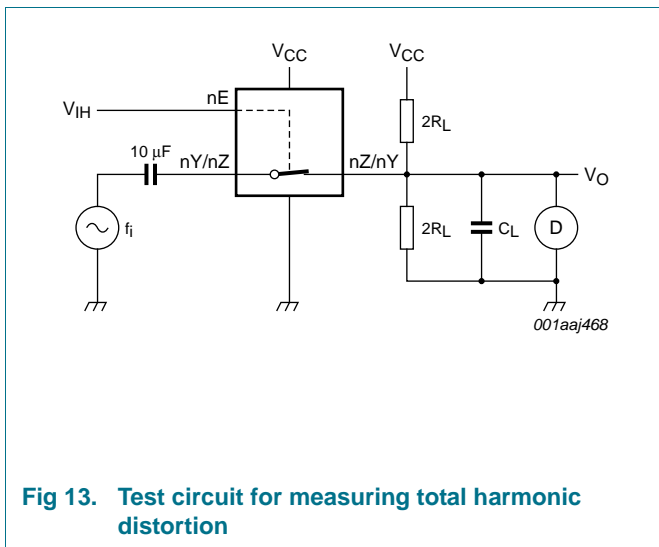 VCC VCC
nE
VIH
2RL
10 μF nY/nZ nZ/nY
VO
fi 2RL CL D
001aaj468
Fig 13. Test circuit for measuring total harmonic
distortion